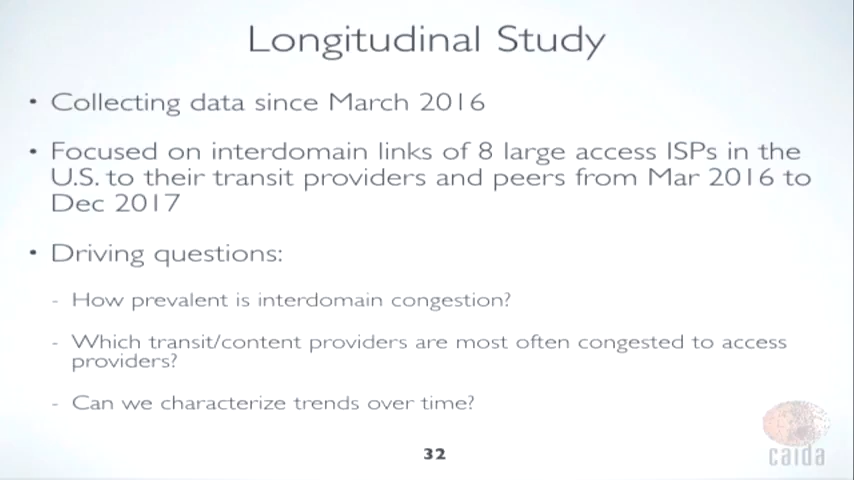 Longitudinal Study
• Collecting data since March 2016
• Focused on interdomain links of 8 large access ISPs in the
U.S. to their transit providers and peers from Mar 2016 to
Dec 2017
• Driving questions:
- How prevalent is interdomain congestion?
- Which transit/content providers are most often congested to access
providers?
- Can we characterize trends over time?
32
caida